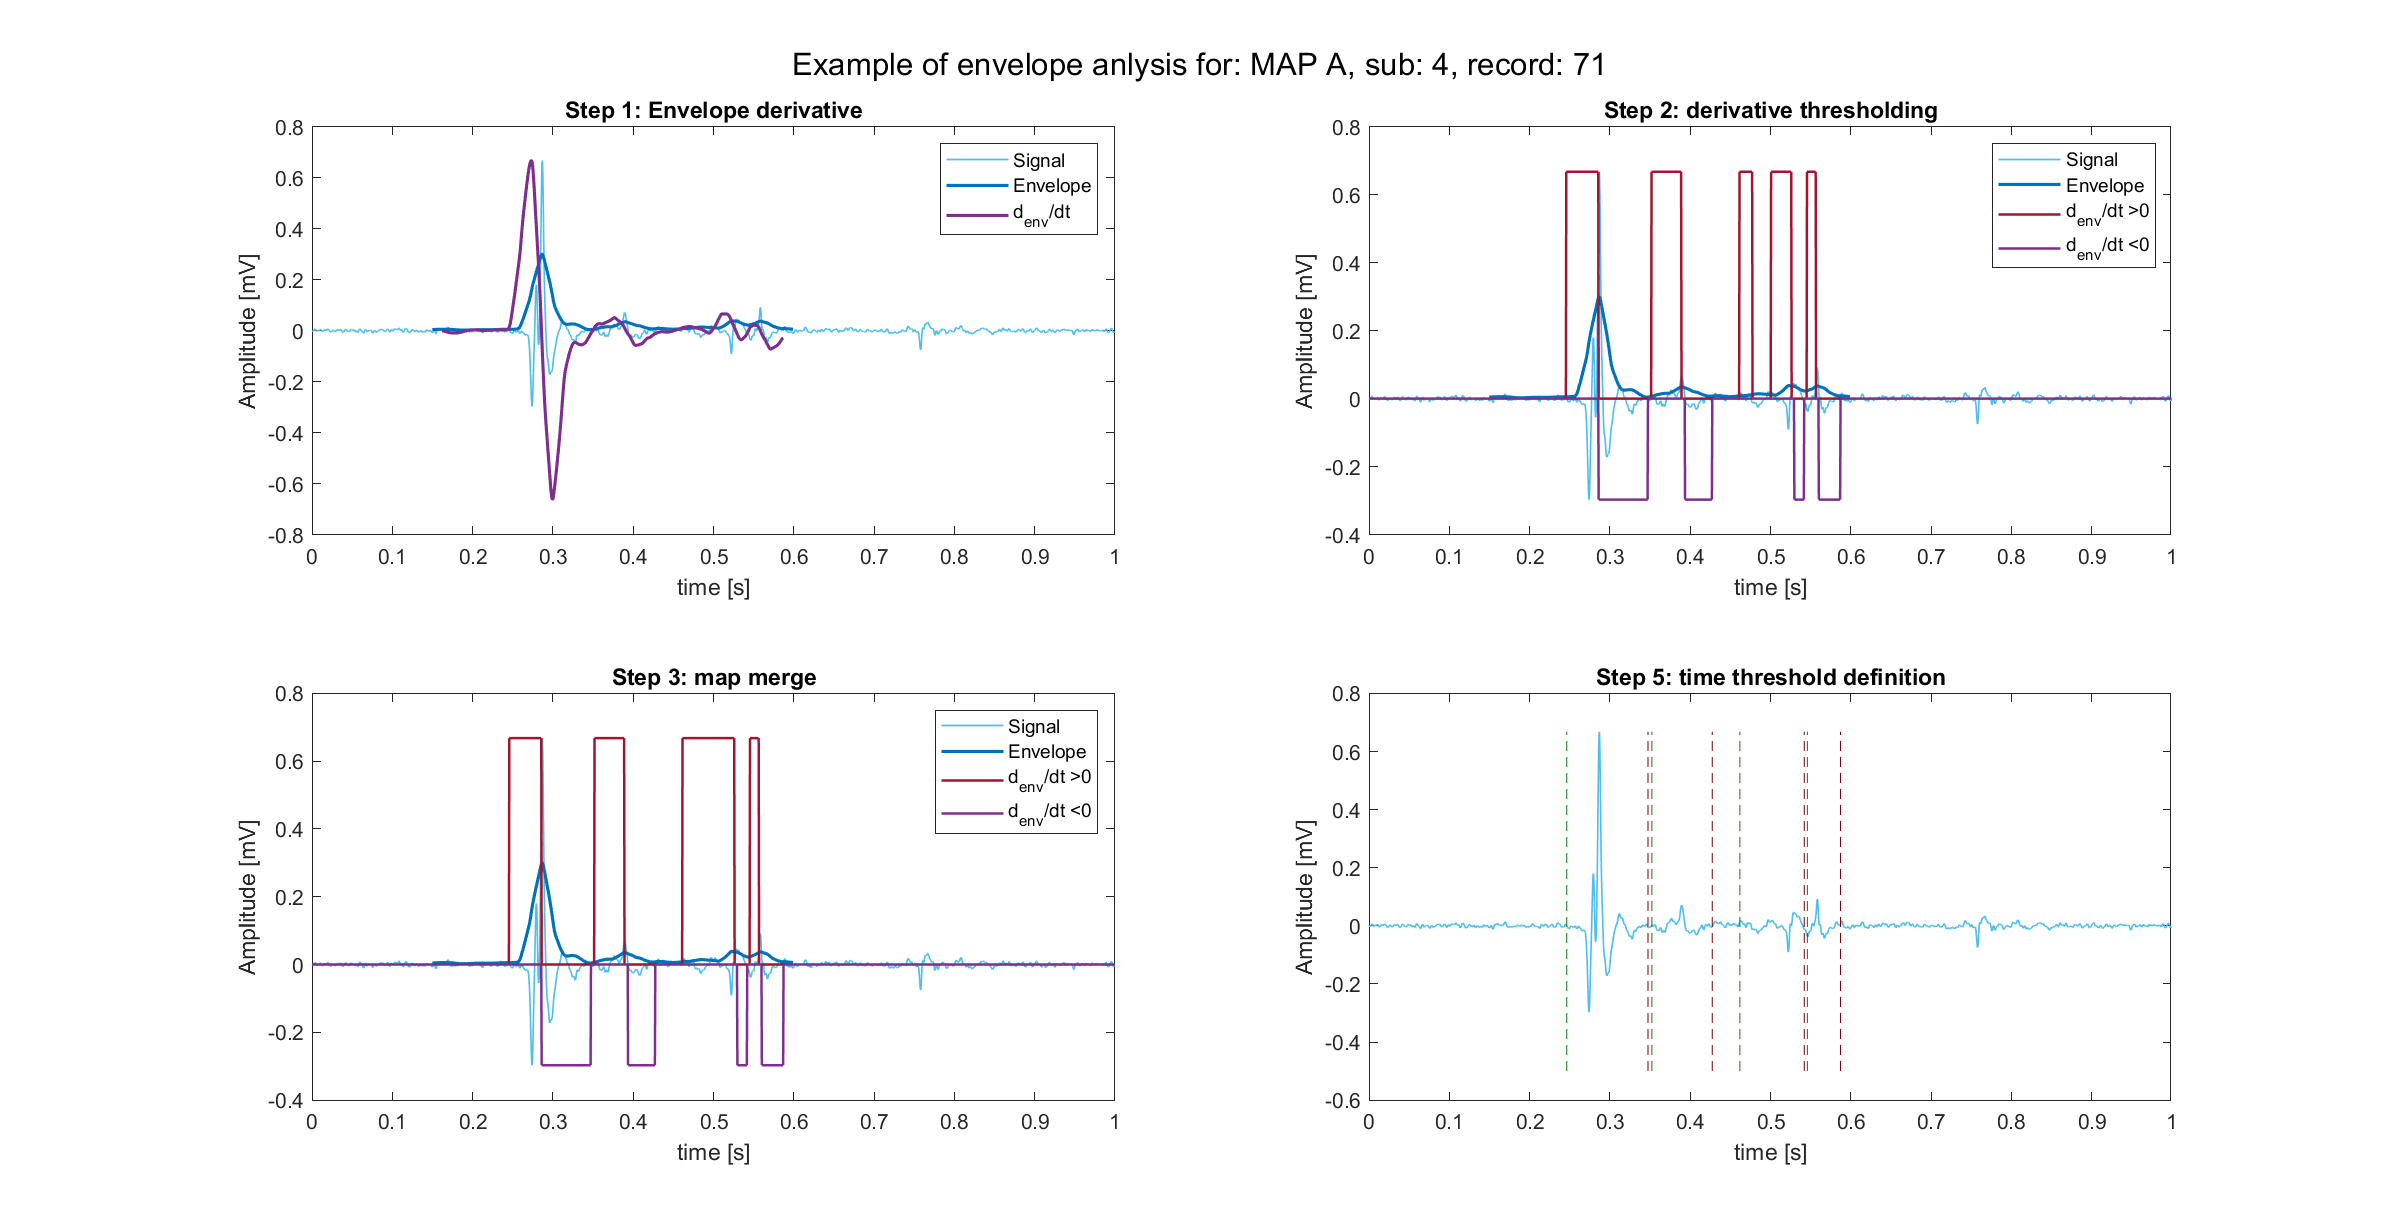 Example of envelope anlysis for: MAP A, sub: 4, record: 71
Step 1: Envelope derivative
0.8
0.6
0.4
0.2
0
-0.2
-0.4
-0.6
-0.8
Amplitude [mV]
0 0.1 0.2 0.3 0.4 0.5 0.6 0.7 0.8 0.9 1
time [s]
Signal
Envelope
d_env/dt
Step 2: derivative thresholding
0.8
0.6
0.4
0.2
0
-0.2
-0.4
Amplitude [mV]
0 0.1 0.2 0.3 0.4 0.5 0.6 0.7 0.8 0.9 1
time [s]
Signal
Envelope
d_env/dt >0
d_env/dt <0
Step 3: map merge
0.8
0.6
0.4
0.2
0
-0.2
-0.4
Amplitude [mV]
0 0.1 0.2 0.3 0.4 0.5 0.6 0.7 0.8 0.9 1
time [s]
Signal
Envelope
d_env/dt >0
d_env/dt <0
Step 5: time threshold definition
0.8
0.6
0.4
0.2
0
-0.2
-0.4
-0.6
Amplitude [mV]
0 0.1 0.2 0.3 0.4 0.5 0.6 0.7 0.8 0.9 1
time [s]